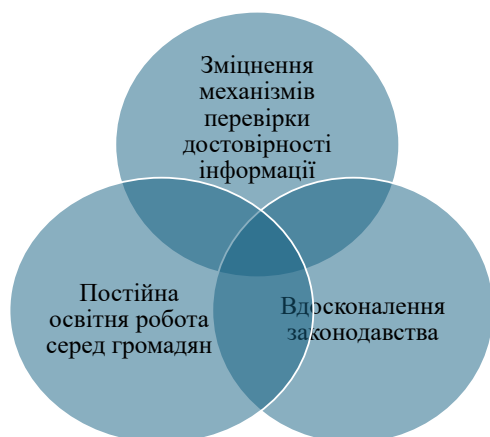 Зміцнення
механізмів
перевірки
достовірності
інформації
Постійна
освітня робота
серед громадян
Вдосконалення
законодавства